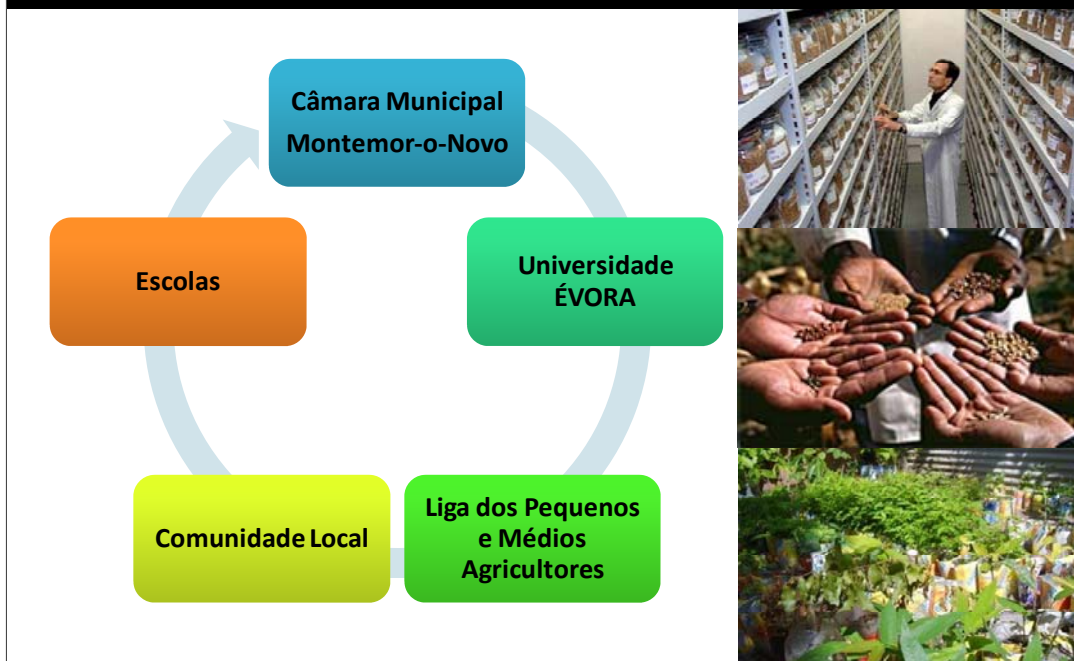 Câmara Municipal
Montemor-o-Novo
Universidade
ÉVORA
Liga dos Pequenos
e Médios
Agricultores
Comunidade Local
Escolas